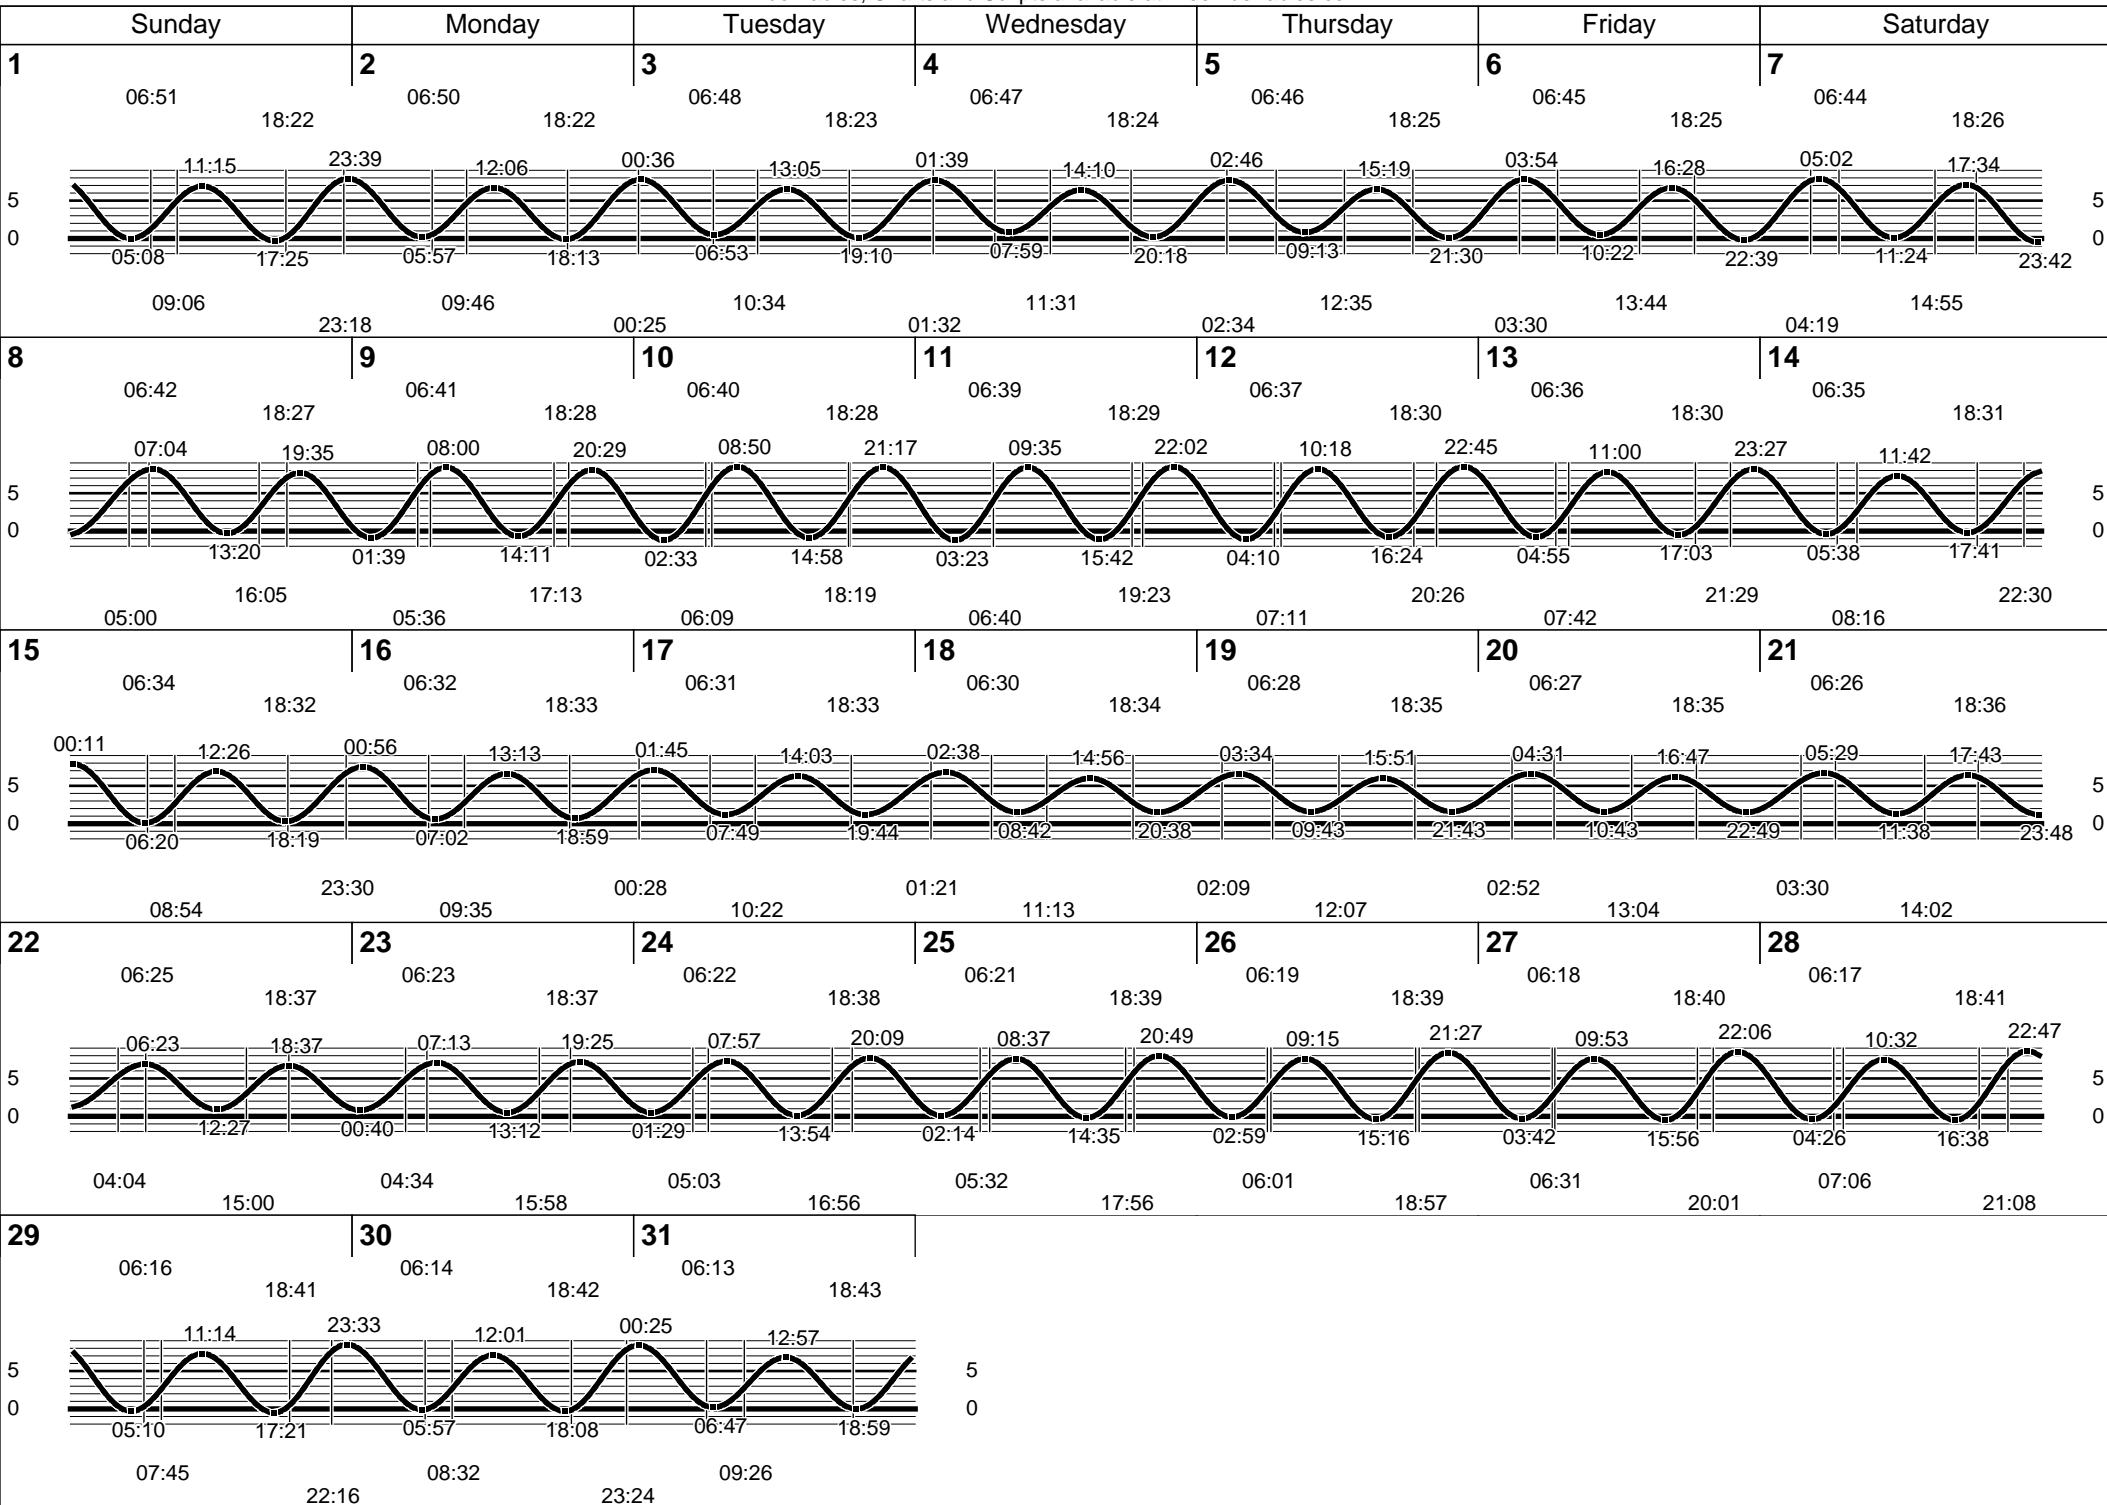 Sunday Monday Tuesday Wednesday Thursday Friday Saturday
1 2 3 4 5 6 7
06:51 06:50 06:48 06:47 06:46 06:45 06:44
18:22 18:22 18:23 18:24 18:25 18:25 18:26
11:15 23:39 12:06 00:36 13:05 01:39 14:10 02:46 15:19 03:54 16:28 05:02 17:34
5 5
0 0
05:08 17:25 05:57 18:13 06:53 19:10 07:59 20:18 09:13 21:30 10:22 22:39 11:24 23:42
09:06 09:46 10:34 11:31 12:35 13:44 14:55
23:18 00:25 01:32 02:34 03:30 04:19
8 9 10 11 12 13 14
06:42 06:41 06:40 06:39 06:37 06:36 06:35
18:27 18:28 18:28 18:29 18:30 18:30 18:31
07:04 19:35 08:00 20:29 08:50 21:17 09:35 22:02 10:18 22:45 11:00 23:27 11:42
5 5
0 0
13:20 01:39 14:11 02:33 14:58 03:23 15:42 04:10 16:24 04:55 17:03 05:38 17:41
16:05 17:13 18:19 19:23 20:26 21:29 22:30
05:00 05:36 06:09 06:40 07:11 07:42 08:16
15 16 17 18 19 20 21
06:34 06:32 06:31 06:30 06:28 06:27 06:26
18:32 18:33 18:33 18:34 18:35 18:35 18:36
00:11 12:26 00:56 13:13 01:45 14:03 02:38 14:56 03:34 15:51 04:31 16:47 05:29 17:43
5 5
0 0
06:20 18:19 07:02 18:59 07:49 19:44 08:42 20:38 09:43 21:43 10:43 22:49 11:38 23:48
23:30 00:28 01:21 02:09 02:52 03:30
08:54 09:35 10:22 11:13 12:07 13:04 14:02
22 23 24 25 26 27 28
06:25 06:23 06:22 06:21 06:19 06:18 06:17
18:37 18:37 18:38 18:39 18:39 18:40 18:41
06:23 18:37 07:13 19:25 07:57 20:09 08:37 20:49 09:15 21:27 09:53 22:06 10:32 22:47
5 5
0 0
12:27 00:40 13:12 01:29 13:54 02:14 14:35 02:59 15:16 03:42 15:56 04:26 16:38
04:04 04:34 05:03 05:32 06:01 06:31 07:06
15:00 15:58 16:56 17:56 18:57 20:01 21:08
29 30 31
06:16 06:14 06:13
18:41 18:42 18:43
11:14 23:33 12:01 00:25 12:57
5 5
0 0
05:10 17:21 05:57 18:08 06:47 18:59
07:45 08:32 09:26
22:16 23:24